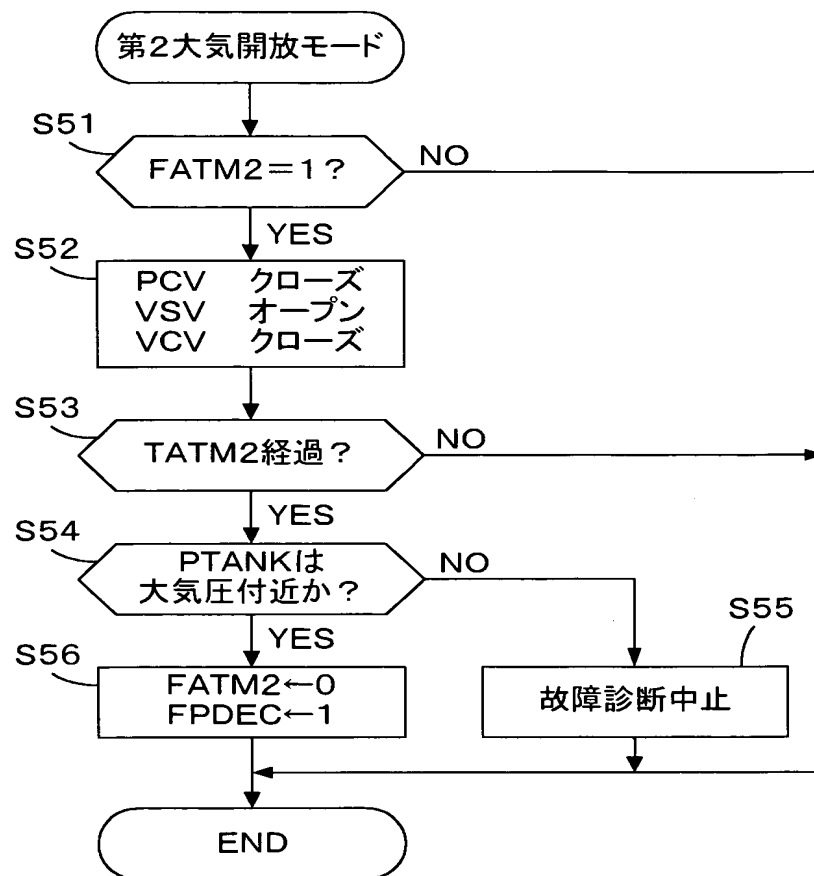 第2大気開放モード
S51
FATM2=1?
NO
YES
S52
PCV クローズ
VSV オープン
VCV クローズ
S53
TATM2経過?
NO
YES
S54
PTANKは
大気圧付近か?
NO
YES
S55
故障診断中止
S56
FATM2←0
FPDEC←1
END